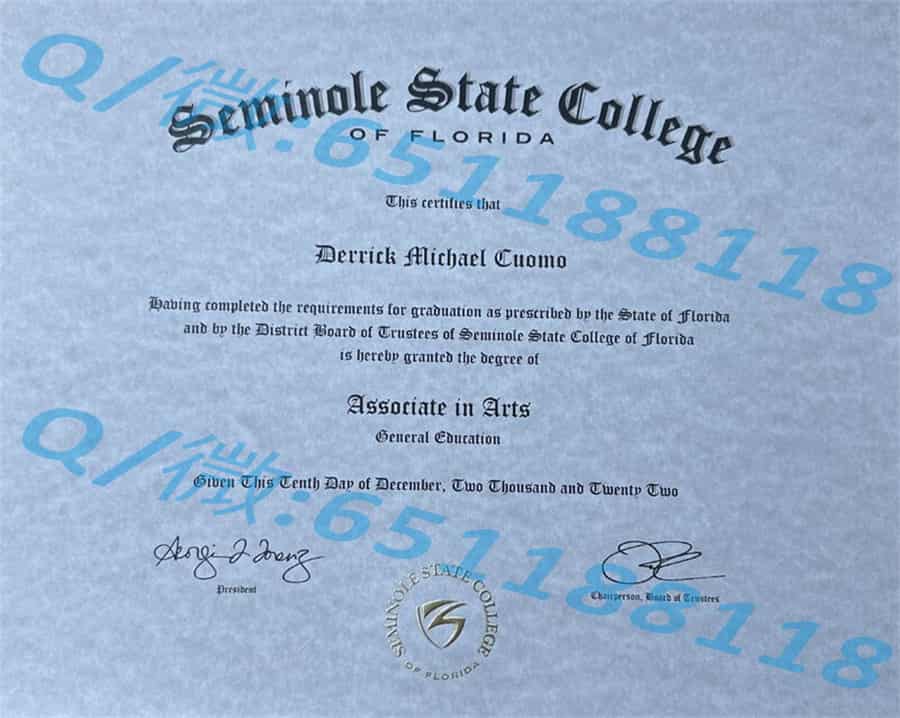 Seminole State College
OF FLORIDA
This certifies that
Derrick Michael Cuomo
Having completed the requirements for graduation as prescribed by the State of Florida
and by the District Board of Trustees of Seminole State College of Florida
is hereby granted the degree of
Associate in Arts
General Education
Given This Tenth Day of December, Two Thousand and Twenty Two
President
Chairperson, Board of Trustees
SEMINOLE STATE COLLEGE
OF FLORIDA
Q/微:65118118
Q/微:65118118